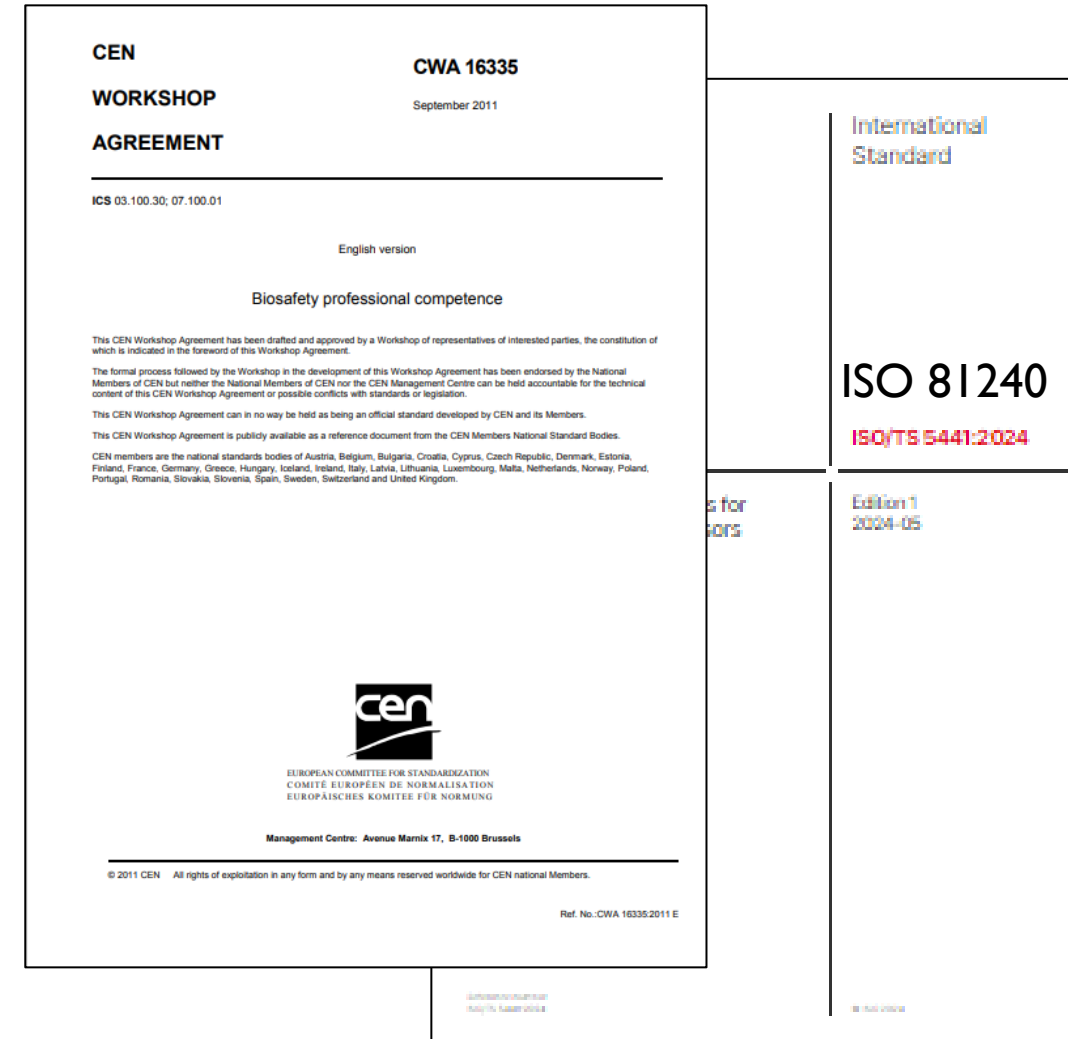 CEN
WORKSHOP
AGREEMENT
CWA 16335
September 2011
ICS 03.100.30; 07.100.01
English version
Biosafety professional competence
This CEN Workshop Agreement has been drafted and approved by a Workshop of representatives of interested parties, the constitution of
which is indicated in the foreword of this Workshop Agreement.
The formal process followed by the Workshop in the development of this Workshop Agreement has been endorsed by the National
Members of CEN but neither the National Members of CEN nor the CEN Management Centre can be held accountable for the technical
content of this CEN Workshop Agreement or possible conflicts with standards or legislation.
This CEN Workshop Agreement can in no way be held as being an official standard developed by CEN and its Members.
This CEN Workshop Agreement is publicly available as a reference document from the CEN Members National Standard Bodies.
CEN members are the national standards bodies of Austria, Belgium, Bulgaria, Croatia, Cyprus, Czech Republic, Denmark, Estonia,
Finland, France, Germany, Greece, Hungary, Iceland, Ireland, Italy, Latvia, Lithuania, Luxembourg, Malta, Netherlands, Norway, Poland,
Portugal, Romania, Slovakia, Slovenia, Spain, Sweden, Switzerland and United Kingdom.
cen
EUROPEAN COMMITTEE FOR STANDARDIZATION
COMITÉ EUROPÉEN DE NORMALISATION
EUROPÄISCHES KOMITEE FÜR NORMUNG
Management Centre: Avenue Marnix 17, B-1000 Brussels
© 2011 CEN All rights of exploitation in any form and by any means reserved worldwide for CEN national Members.
Ref. No.:CWA 16335:2011 E
International
Standard
ISO 81240
ISO/TS 5441:2024
s for
sors
Edition 1
2024-05
ISO/TS 5441:2024
© ISO 2024